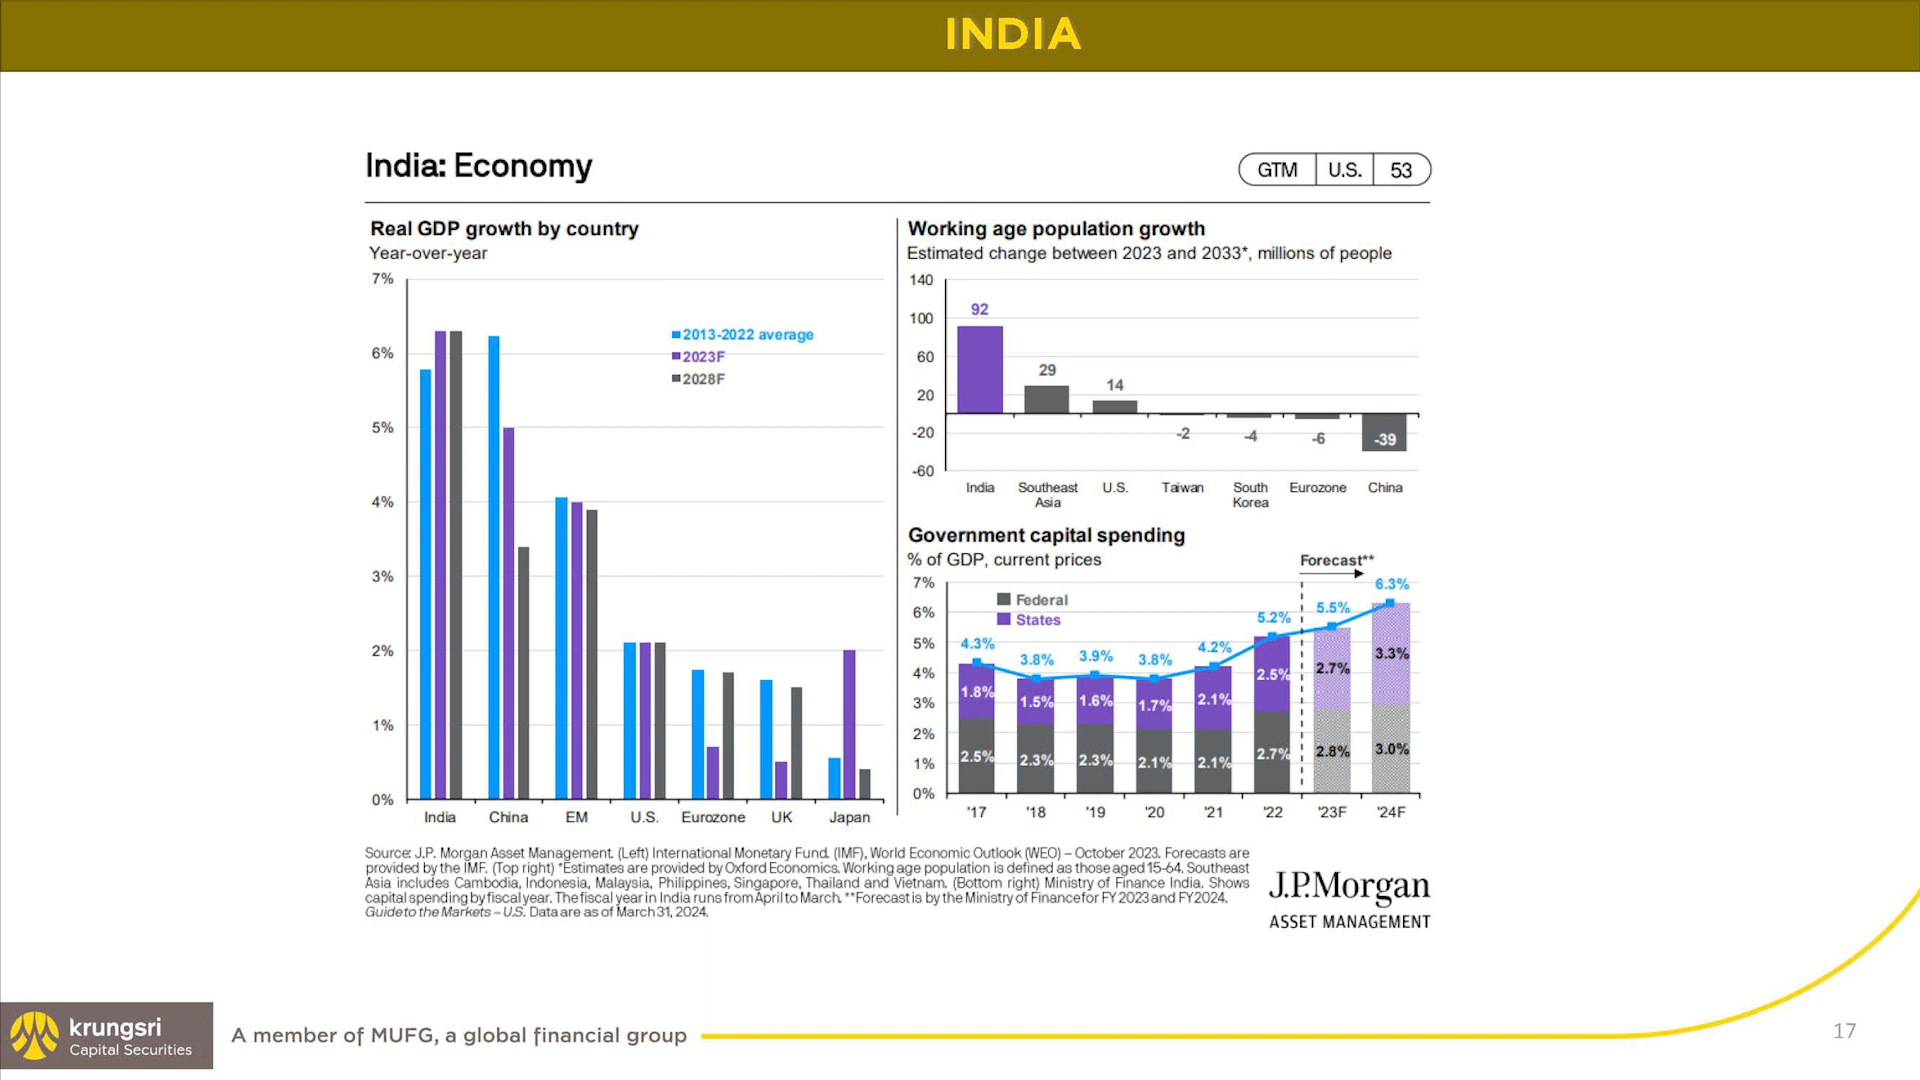 INDIA
India: Economy
GTM U.S. 53
Real GDP growth by country
Year-over-year
7%
6%
5%
4%
3%
2%
1%
0%
2013-2022 average
2023F
2028F
India China EM U.S. Eurozone UK Japan
Working age population growth
Estimated change between 2023 and 2033*, millions of people
140
100
60
20
-20
-60
92
29
14
-2
-4
-6
-39
India Southeast Asia U.S. Taiwan South Korea Eurozone China
Government capital spending
% of GDP, current prices
Forecast**
7%
6%
5%
4%
3%
2%
1%
0%
Federal
States
4.3% 3.8% 3.9% 3.8% 4.2% 5.2% 5.5% 6.3%
1.8% 1.5% 1.6% 1.7% 2.1% 2.5% 2.7% 3.3%
2.5% 2.3% 2.3% 2.1% 2.1% 2.7% 2.8% 3.0%
'17 '18 '19 '20 '21 '22 '23F '24F
Source: J.P. Morgan Asset Management. (Left) International Monetary Fund. (IMF), World Economic Outlook (WEO) – October 2023. Forecasts are
provided by the IMF. (Top right) *Estimates are provided by Oxford Economics. Working age population is defined as those aged 15-64. Southeast
Asia includes Cambodia, Indonesia, Malaysia, Philippines, Singapore, Thailand and Vietnam. (Bottom right) Ministry of Finance India. Shows
capital spending by fiscal year. The fiscal year in India runs from April to March. **Forecast is by the Ministry of Finance for FY 2023 and FY 2024.
Guide to the Markets – U.S. Data are as of March 31, 2024.
J.P.Morgan
ASSET MANAGEMENT
krungsri
Capital Securities
A member of MUFG, a global financial group
17